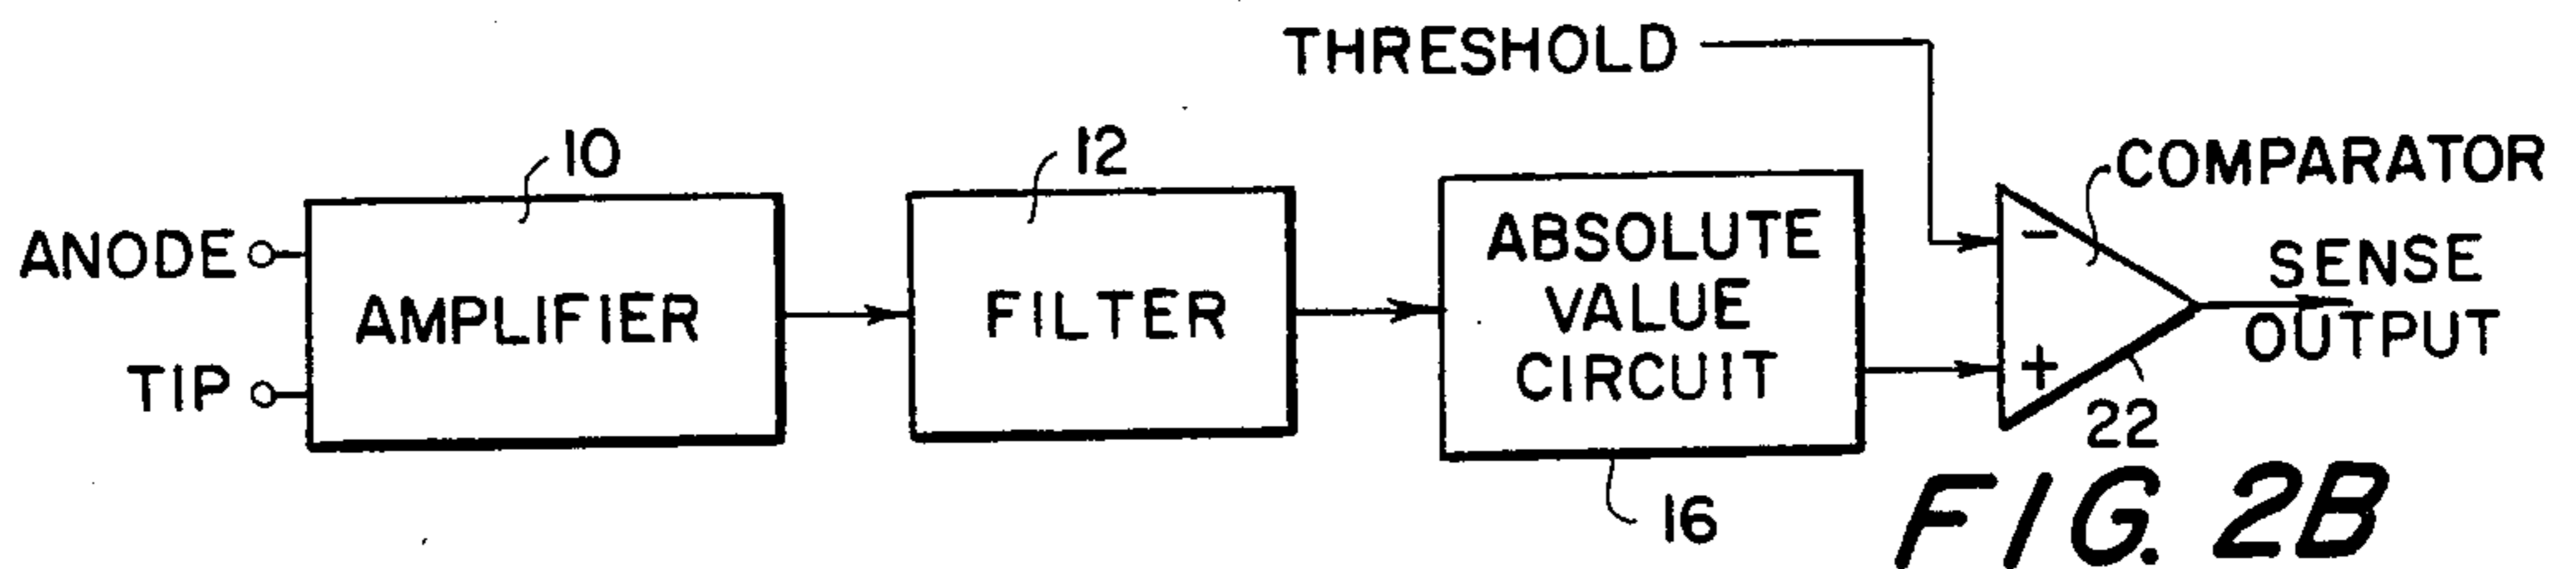 THRESHOLD
10
12
COMPARATOR
ANODE
TIP
AMPLIFIER
FILTER
ABSOLUTE
VALUE
CIRCUIT
-
+
SENSE
OUTPUT
22
16
FIG. 2B